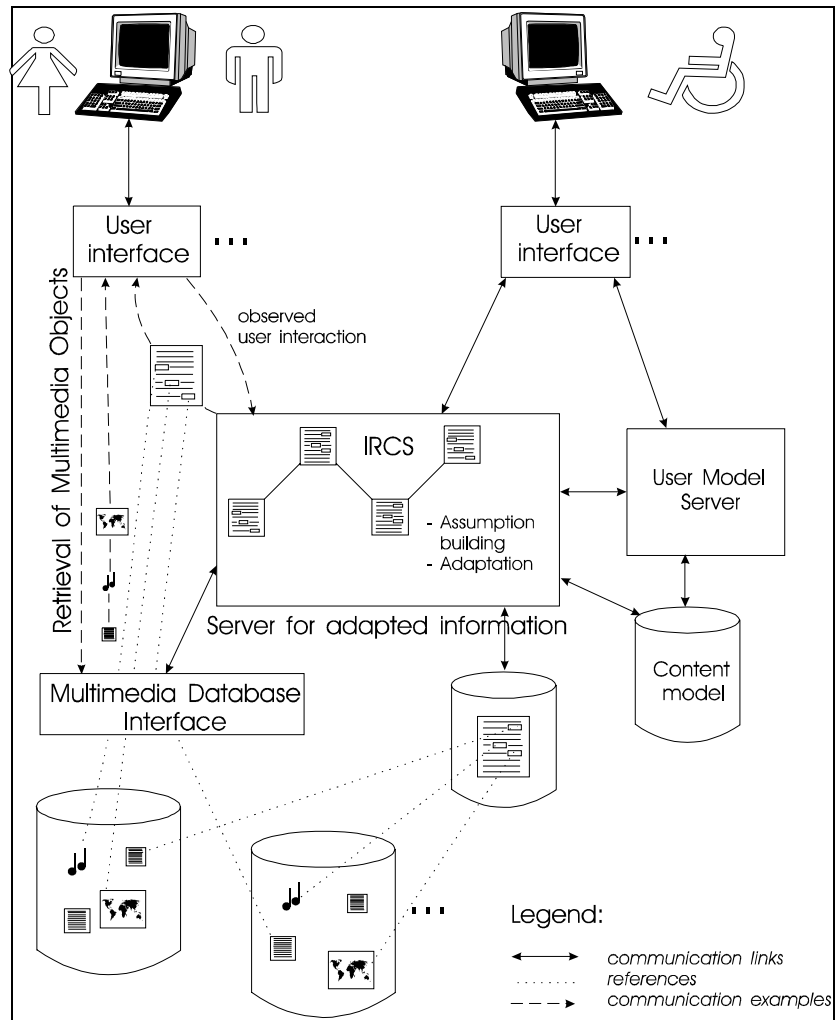 User
interface
User
interface
Retrieval of Multimedia Objects
observed
user interaction
IRCS
- Assumption
building
- Adaptation
User Model
Server
Server for adapted information
Content
model
Multimedia Database
Interface
Legend:
communication links
references
communication examples